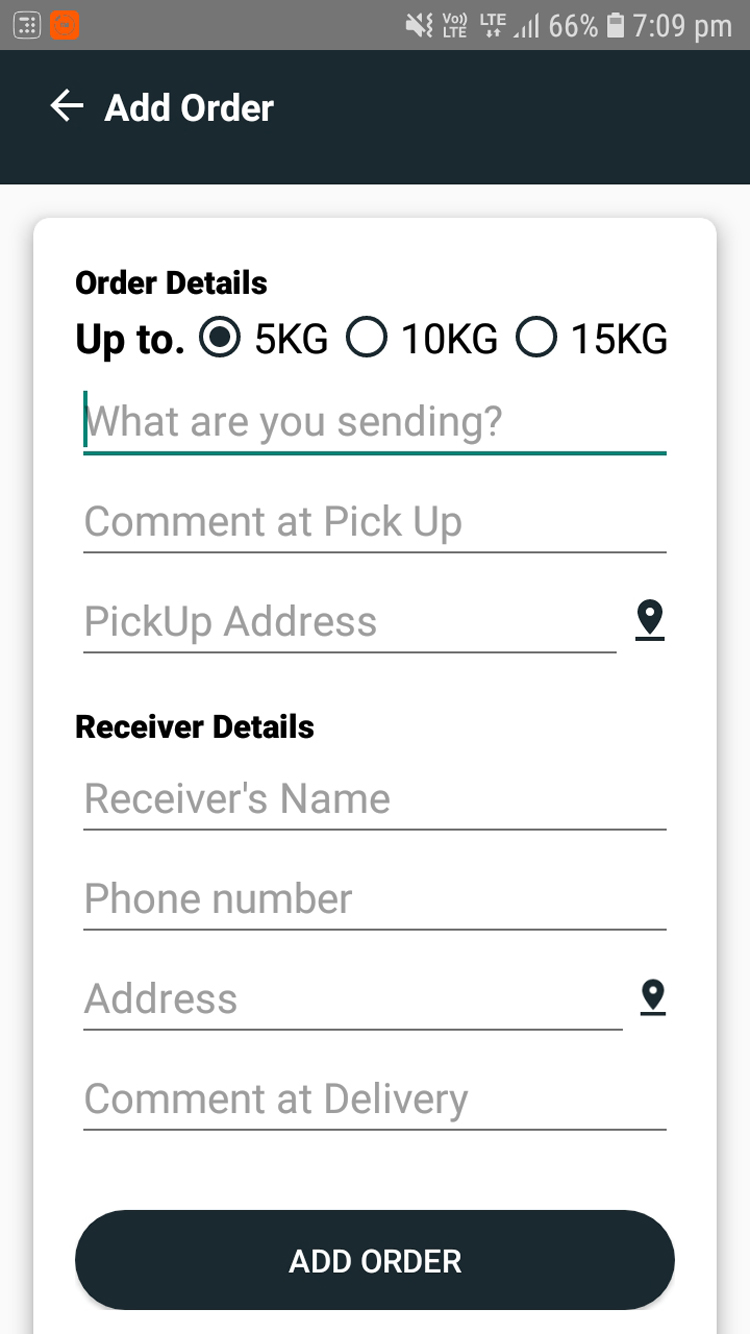 Vo)) LTE LTE 66% 7:09 pm
Add Order
Order Details
Up to. 5KG 10KG 15KG
What are you sending?
Comment at Pick Up
PickUp Address
Receiver Details
Receiver's Name
Phone number
Address
Comment at Delivery
ADD ORDER